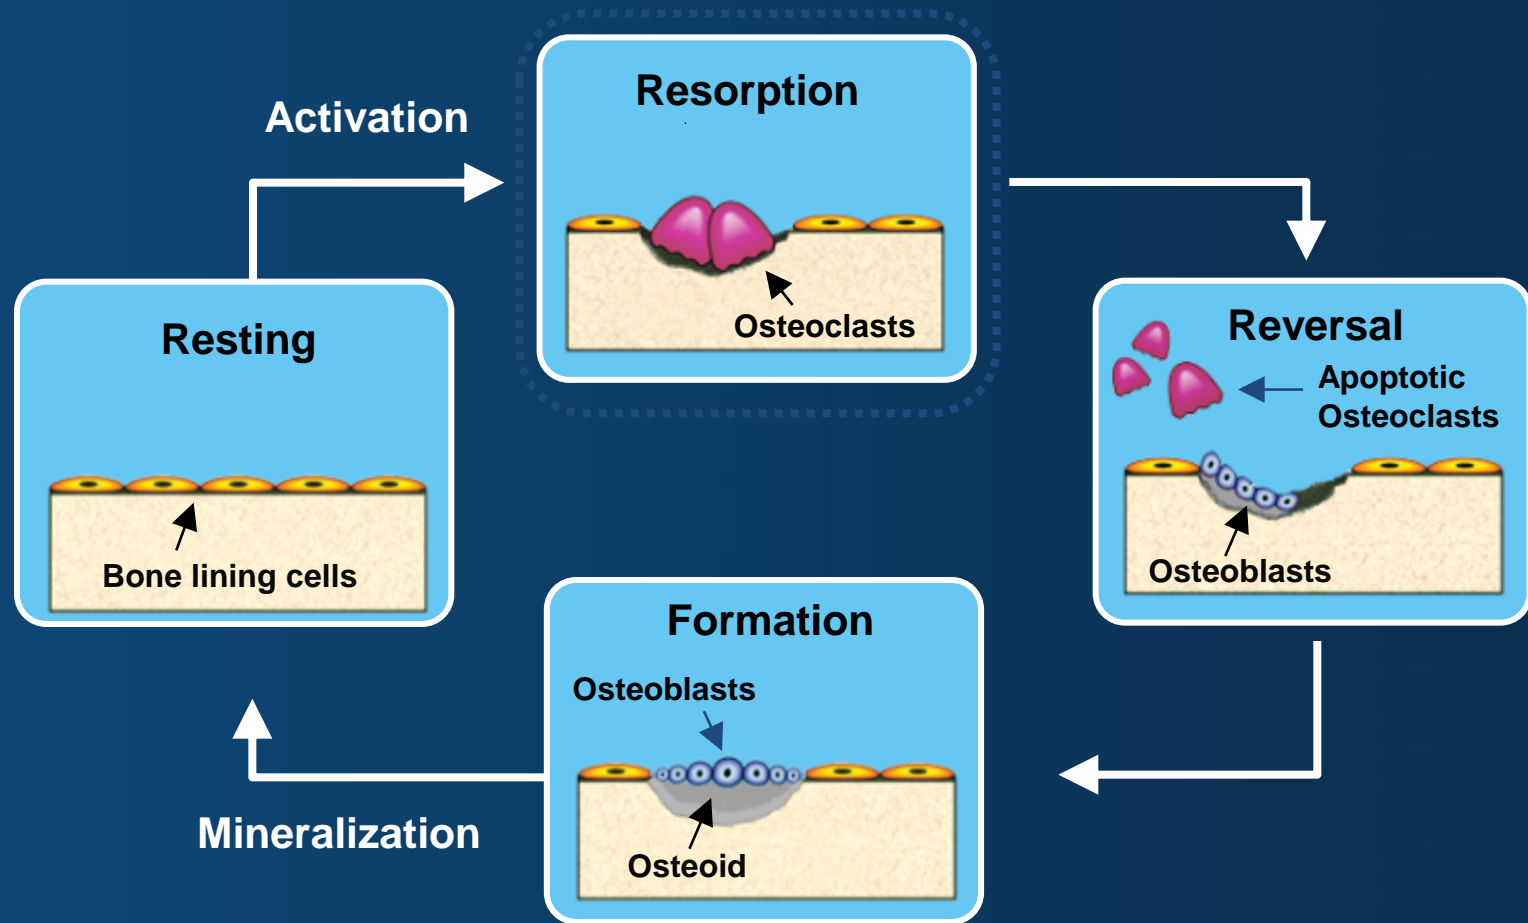 Resorption
Activation
Osteoclasts
Resting
Bone lining cells
Reversal
Apoptotic
Osteoclasts
Osteoblasts
Formation
Osteoblasts
Osteoid
Mineralization